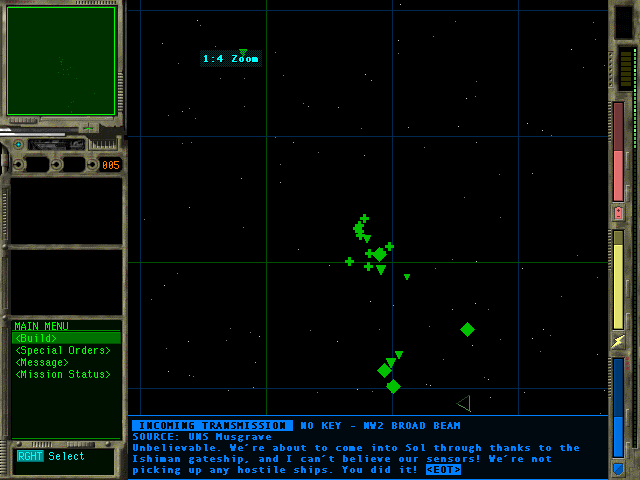 1:4 Zoom
005
MAIN MENU
<Build>
<Special Orders>
<Message>
<Mission Status>
RGHT Select
INCOMING TRANSMISSION NO KEY - NW2 BROAD BEAM
SOURCE: UNS Musgrave
Unbelievable. We're about to come into Sol through thanks to the
Ishiman gateship, and I can't believe our sensors! We're not
picking up any hostile ships. You did it! <EOT>